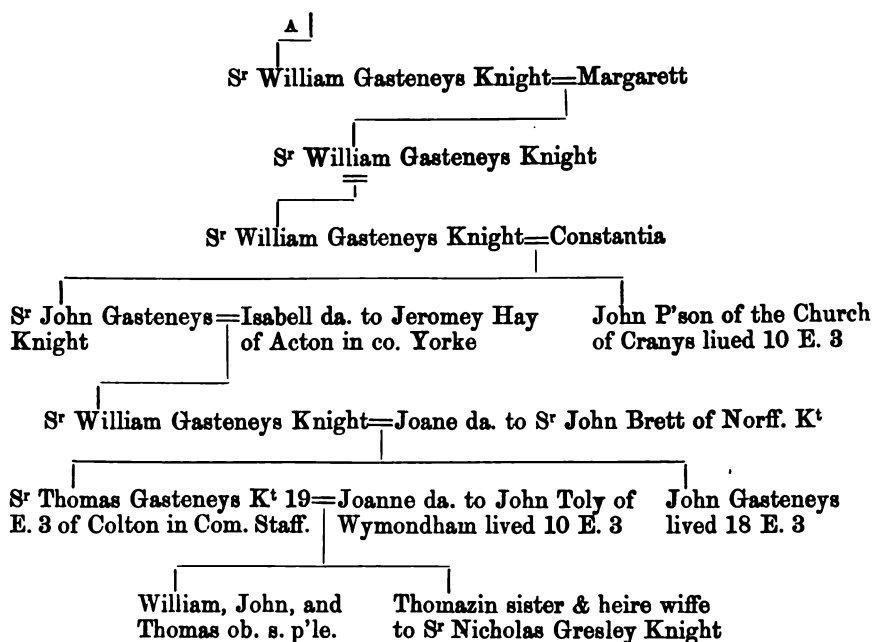 A
Sʳ William Gasteneys Knight=Margarett
Sʳ William Gasteneys Knight
Sʳ William Gasteneys Knight=Constantia
Sʳ John Gasteneys=Isabell da. to Jeromey Hay
Knight
of Acton in co. Yorke
John P'son of the Church
of Cranys liued 10 E. 3
Sʳ William Gasteneys Knight=Joane da. to Sʳ John Brett of Norff. Kᵗ
Sʳ Thomas Gasteneys Kᵗ 19=Joanne da. to John Toly of
E. 3 of Colton in Com. Staff.
Wymondham lived 10 E. 3
John Gasteneys
lived 18 E. 3
William, John, and
Thomas ob. s. p'le.
Thomazin sister & heire wiffe
to Sʳ Nicholas Gresley Knight